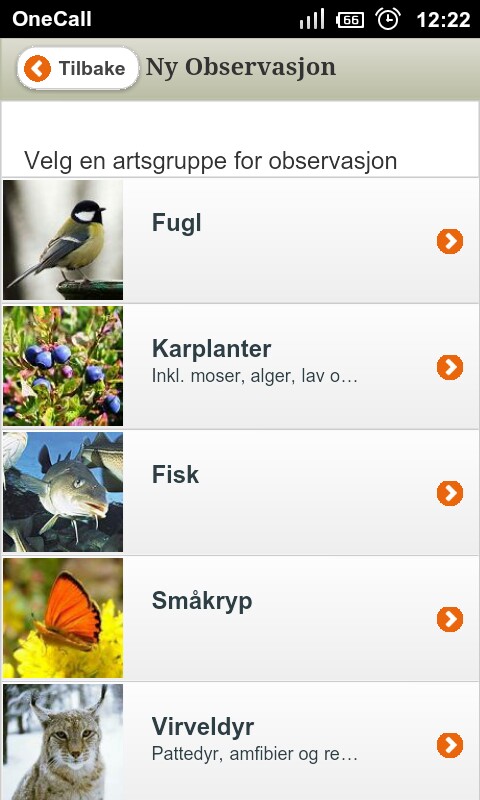 OneCall 66 12:22
Tilbake Ny Observasjon
Velg en artsgruppe for observasjon
Fugl
Karplanter
Inkl. moser, alger, lav o…
Fisk
Småkryp
Virveldyr
Pattedyr, amfibier og re…